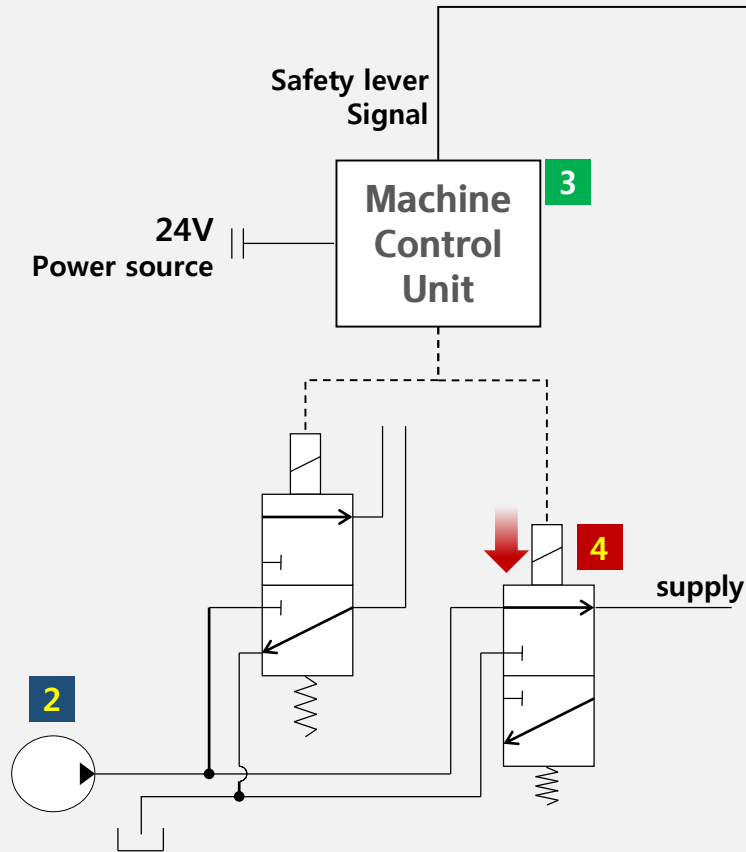 Safety lever
Signal
3
Machine
Control
Unit
24V
Power source
4
supply
2